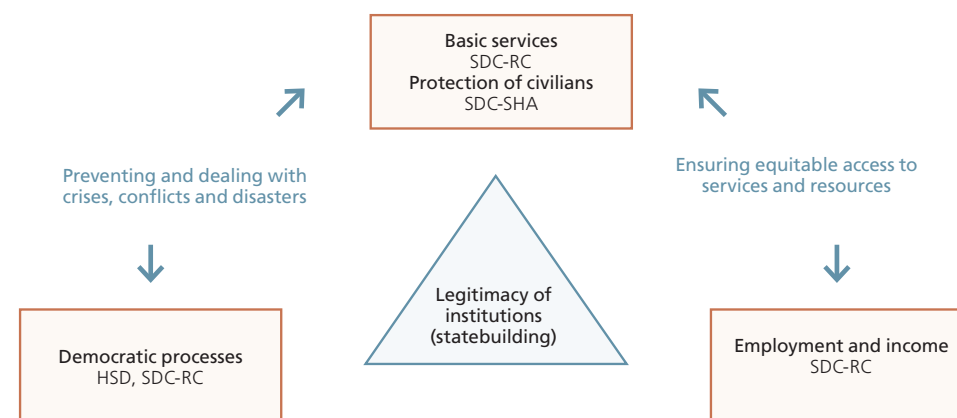 Basic services
SDC-RC
Protection of civilians
SDC-SHA
Preventing and dealing with
crises, conflicts and disasters
Ensuring equitable access to
services and resources
Legitimacy of
institutions
(statebuilding)
Democratic processes
HSD, SDC-RC
Employment and income
SDC-RC